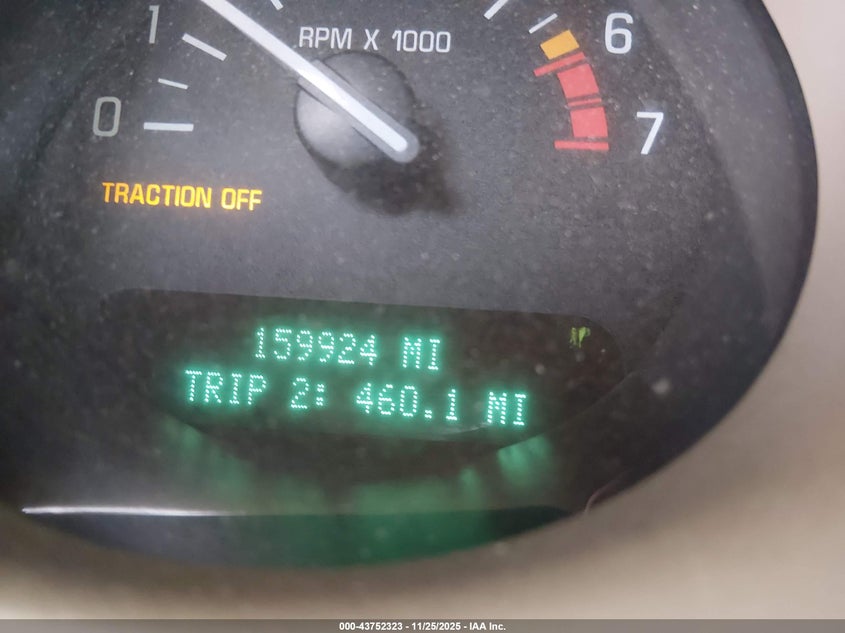 1
RPM X 1000
6
0
7
TRACTION OFF
159924 MI
TRIP 2: 460.1 MI
000-43752323 - 11/25/2025 - IAA Inc.